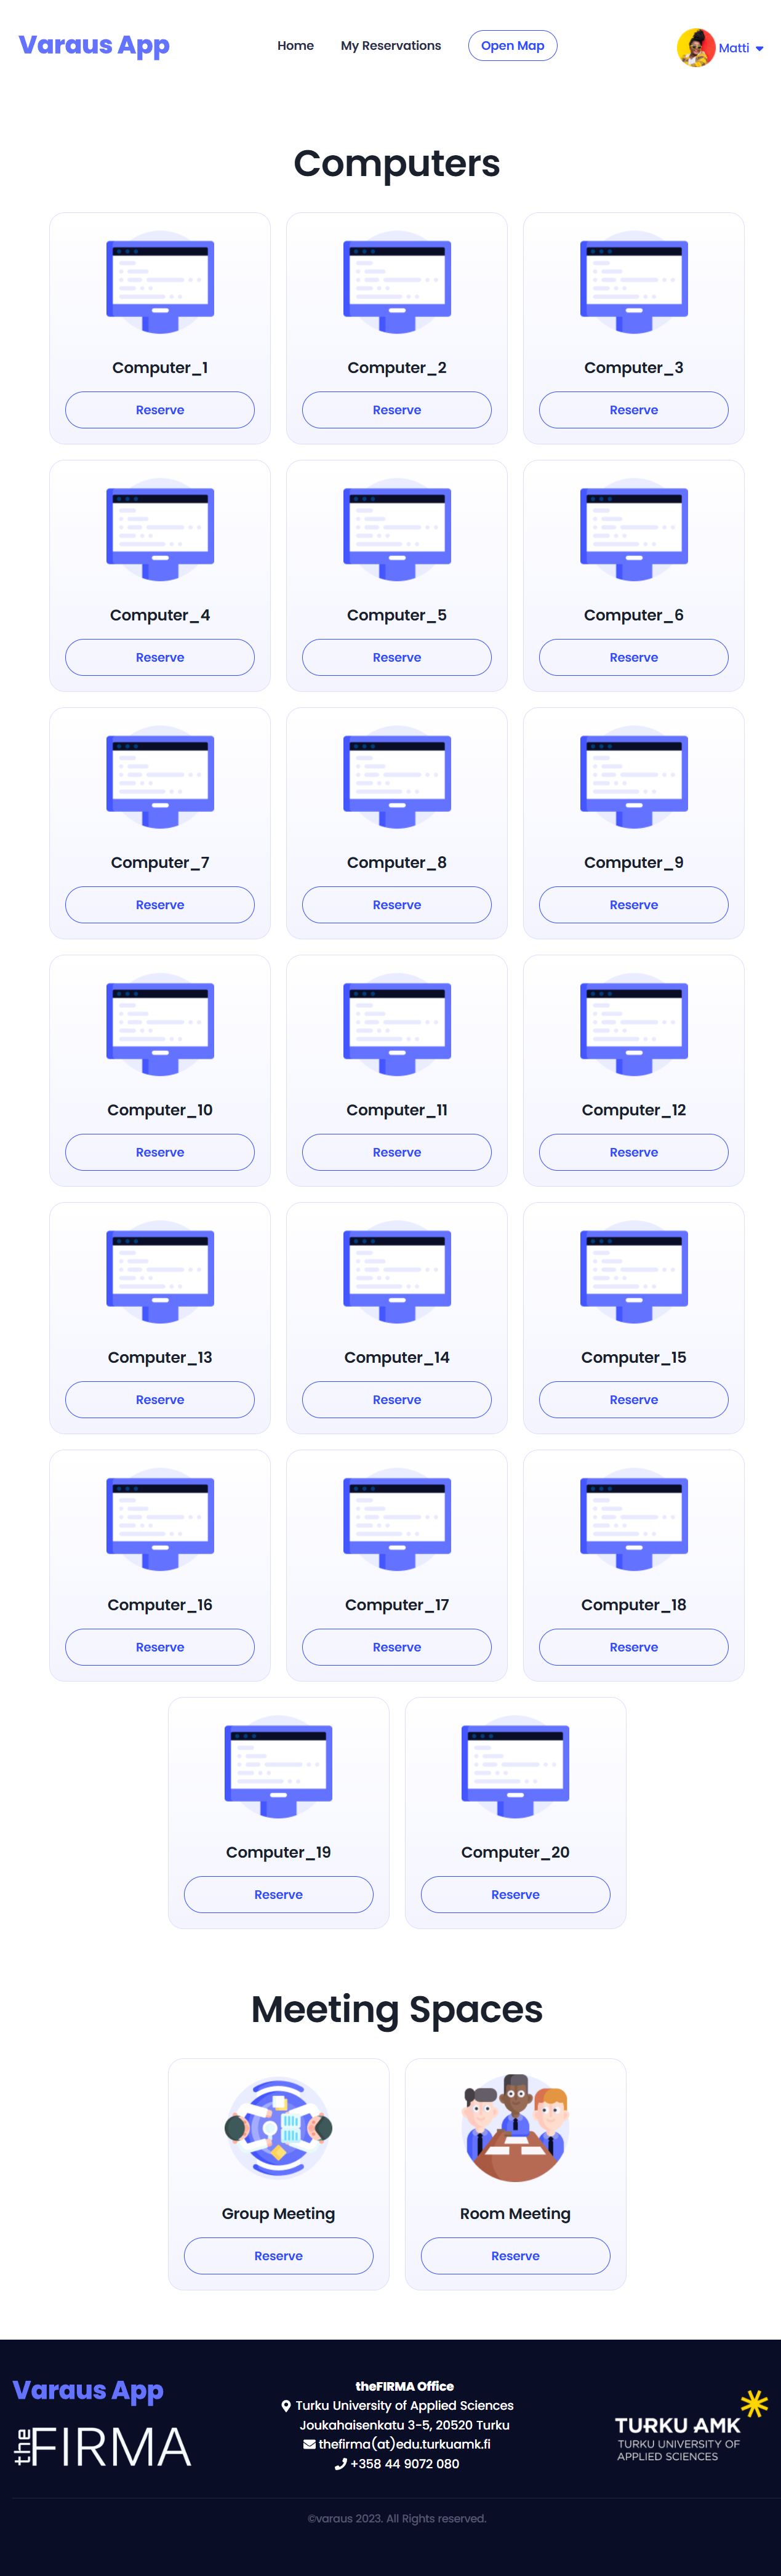 Varaus App
Home
My Reservations
Open Map
Matti
Computers
Computer_1
Computer_2
Computer_3
Reserve
Reserve
Reserve
Computer_4
Computer_5
Computer_6
Reserve
Reserve
Reserve
Computer_7
Computer_8
Computer_9
Reserve
Reserve
Reserve
Computer_10
Computer_11
Computer_12
Reserve
Reserve
Reserve
Computer_13
Computer_14
Computer_15
Reserve
Reserve
Reserve
Computer_16
Computer_17
Computer_18
Reserve
Reserve
Reserve
Computer_19
Computer_20
Reserve
Reserve
Meeting Spaces
Group Meeting
Room Meeting
Reserve
Reserve
Varaus App
the FIRMA
theFIRMA Office
Turku University of Applied Sciences
Joukahaisenkatu 3-5, 20520 Turku
thefirma(at)edu.turkuamk.fi
+358 44 9072 080
TURKU AMK
TURKU UNIVERSITY OF
APPLIED SCIENCES
©varaus 2023. All Rights reserved.